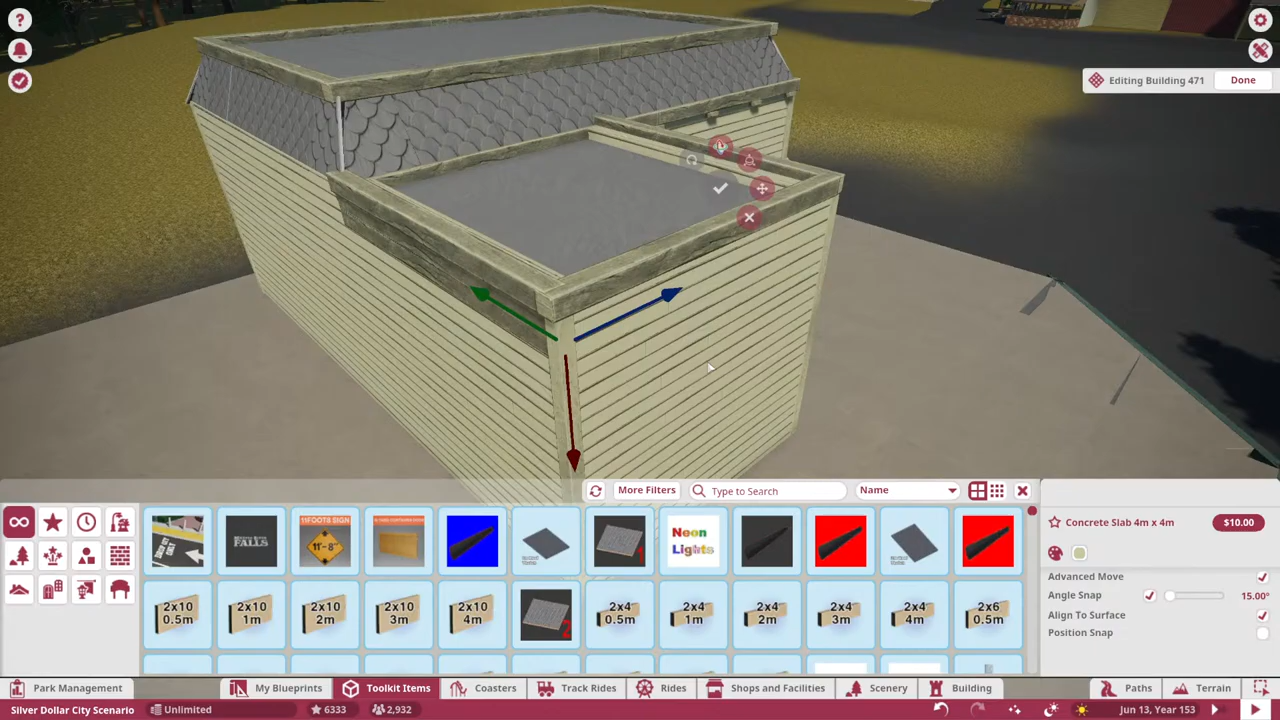 Editing Building 471
Done
More Filters
Type to Search
Name
FALLS
11FOOT8 SIGN
11'-8"
Neon
Lights
1
2x10
0.5m
2x10
1m
2x10
2m
2x10
3m
2x10
4m
2
2x4
0.5m
2x4
1m
2x4
2m
2x4
3m
2x4
4m
2x6
0.5m
Concrete Slab 4m x 4m
$10.00
Advanced Move
Angle Snap
15.00°
Align To Surface
Position Snap
Park Management
My Blueprints
Toolkit Items
Coasters
Track Rides
Rides
Shops and Facilities
Scenery
Building
Paths
Terrain
Silver Dollar City Scenario
Unlimited
6333
2,932
Jun 13, Year 153